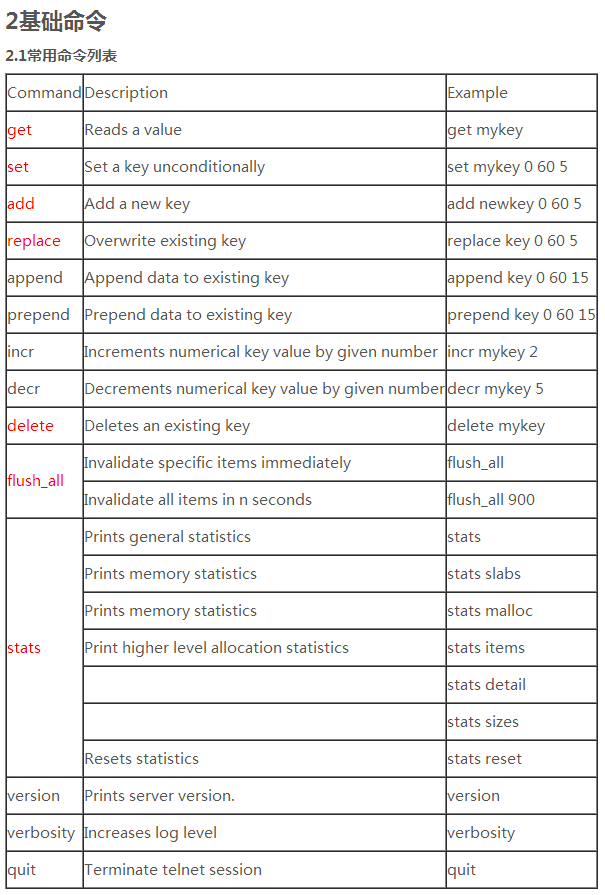 2基础命令
2.1常用命令列表
Command Description Example
get Reads a value get mykey
set Set a key unconditionally set mykey 0 60 5
add Add a new key add newkey 0 60 5
replace Overwrite existing key replace key 0 60 5
append Append data to existing key append key 0 60 15
prepend Prepend data to existing key prepend key 0 60 15
incr Increments numerical key value by given number incr mykey 2
decr Decrements numerical key value by given number decr mykey 5
delete Deletes an existing key delete mykey
flush_all Invalidate specific items immediately flush_all
Invalidate all items in n seconds flush_all 900
stats Prints general statistics stats
Prints memory statistics stats slabs
Prints memory statistics stats malloc
Print higher level allocation statistics stats items
stats detail
stats sizes
Resets statistics stats reset
version Prints server version. version
verbosity Increases log level verbosity
quit Terminate telnet session quit